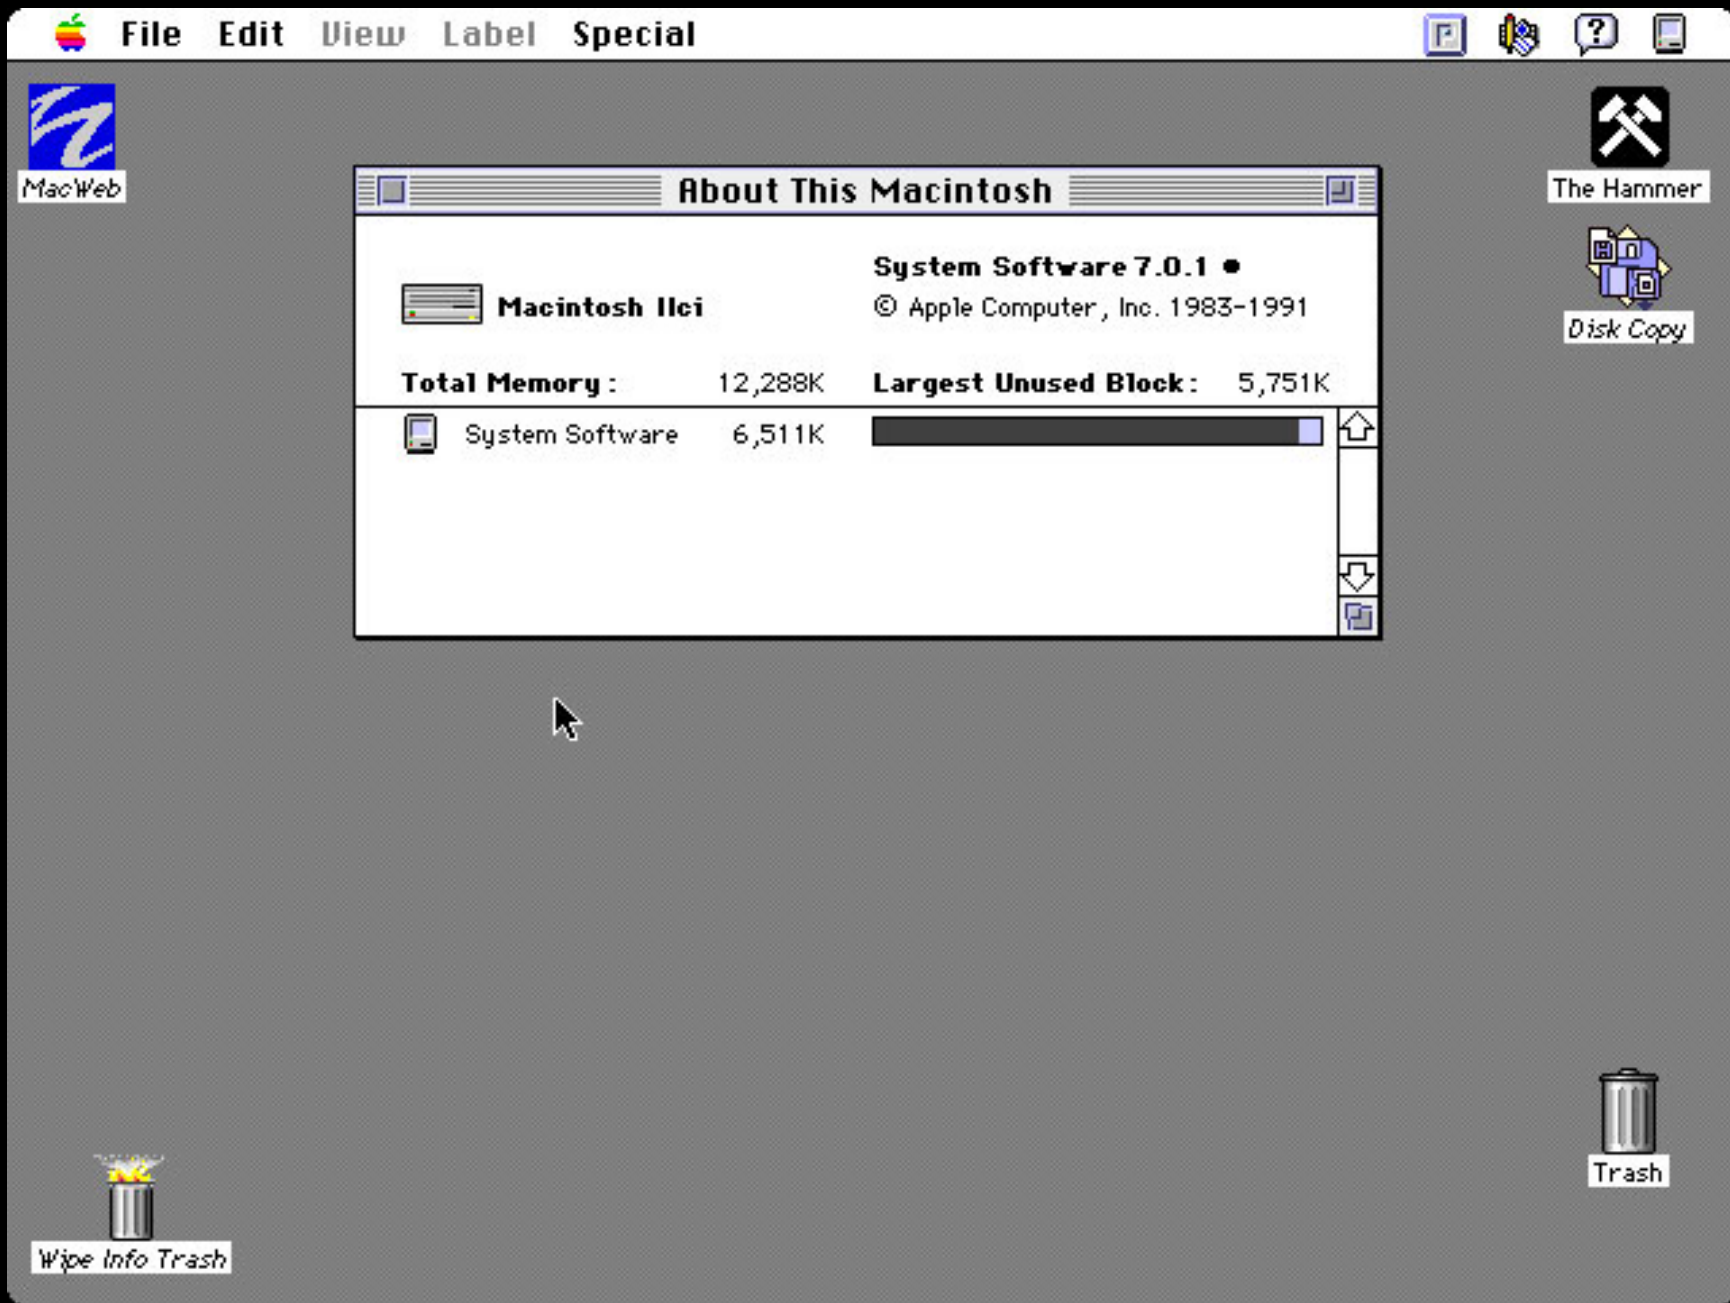 File Edit View Label Special
MacWeb
The Hammer
About This Macintosh
System Software 7.0.1 •
Macintosh IIci
© Apple Computer, Inc. 1983-1991
Disk Copy
Total Memory: 12,288K Largest Unused Block: 5,751K
System Software 6,511K
Trash
Wipe Info Trash